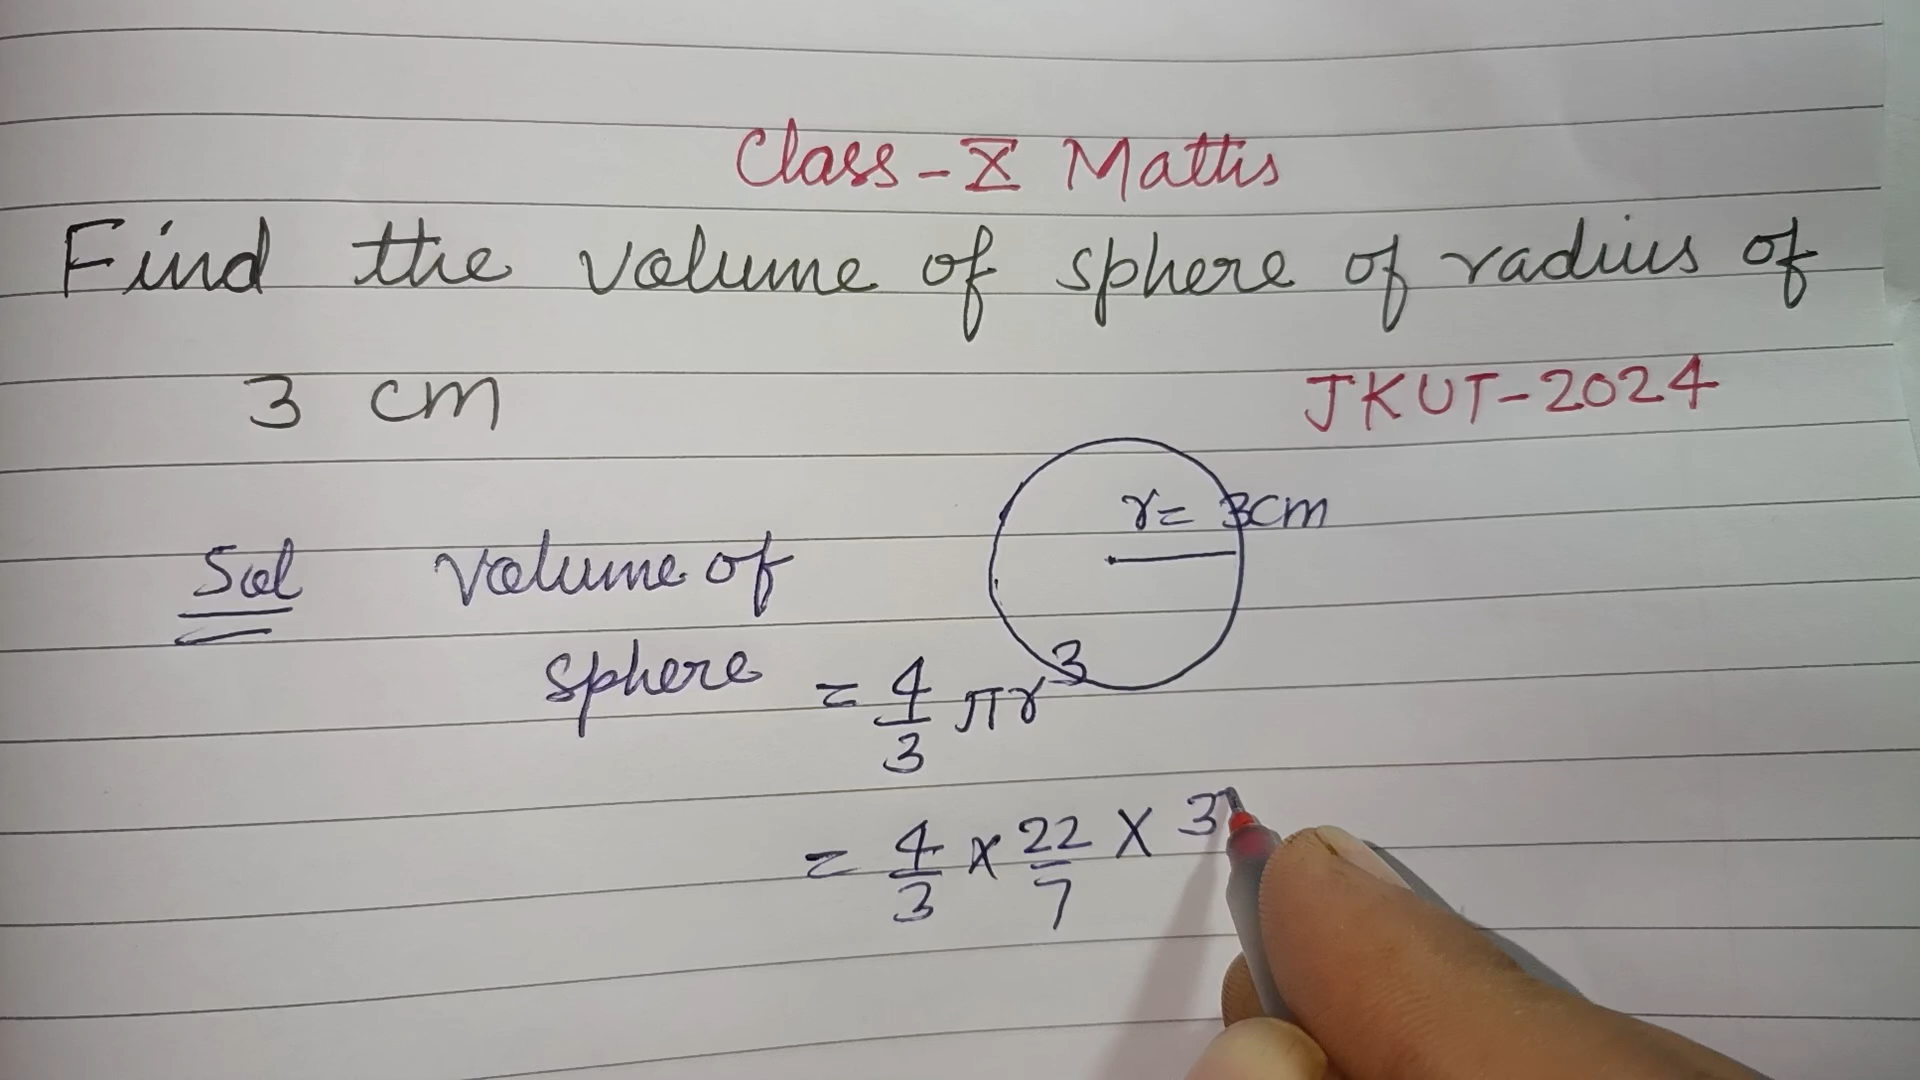 Class-X Maths
Find the volume of sphere of radius of
3 cm
JKUT-2024
r= 3cm
Sol volume of
sphere = 4/3 πr³
= 4/3 x 22/7 x 3